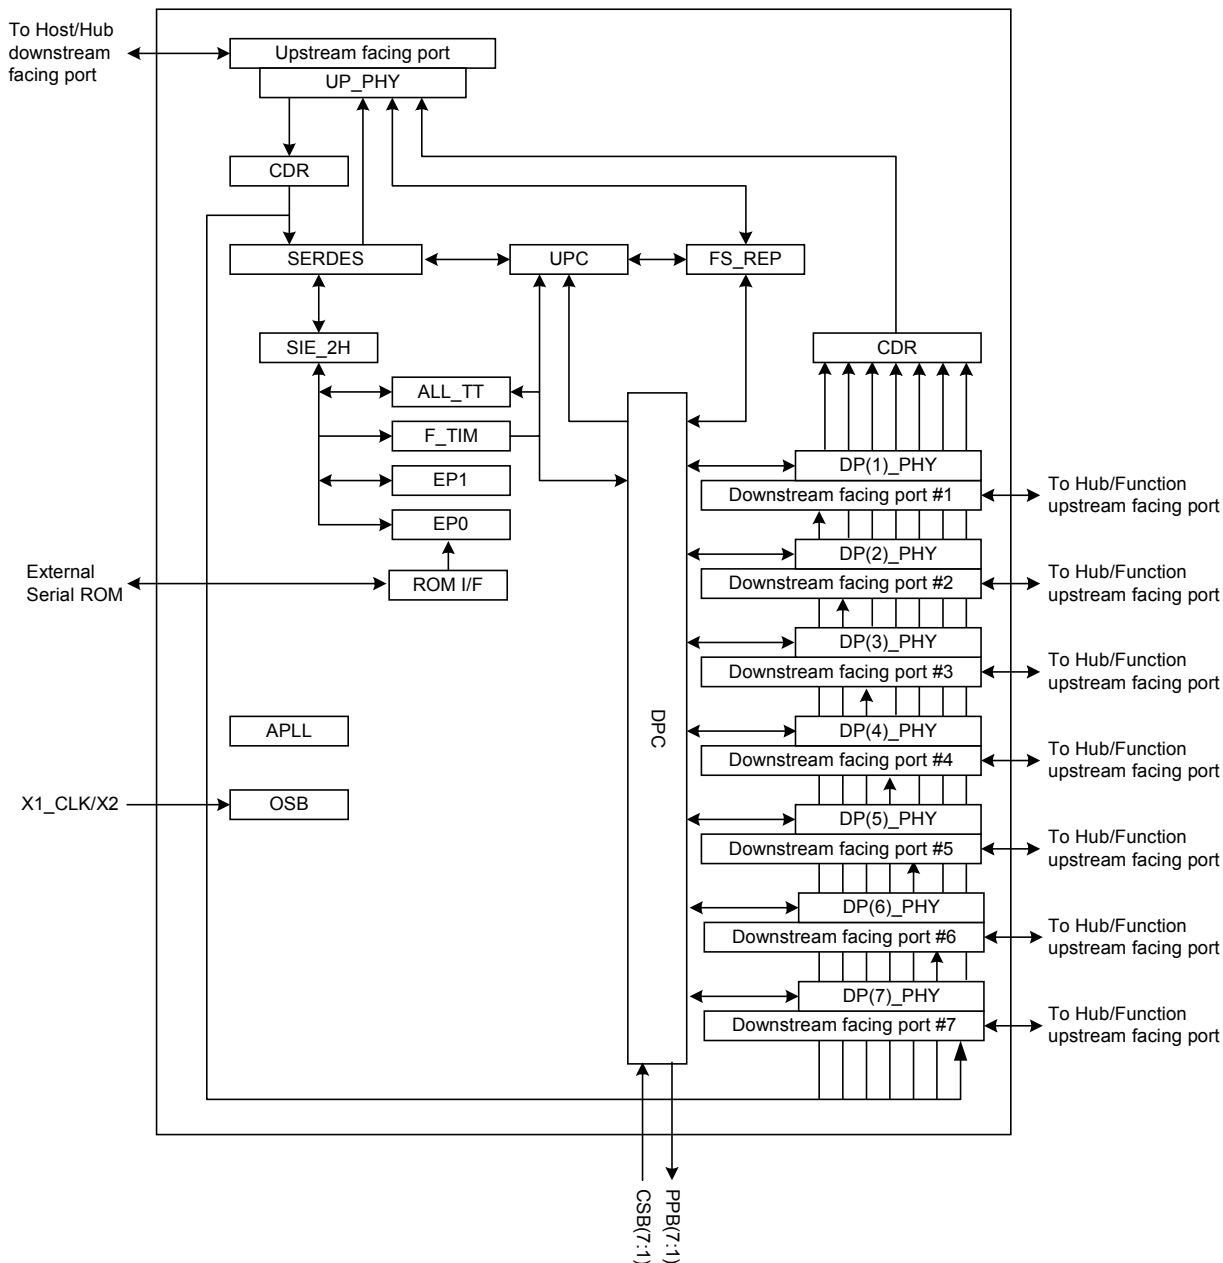 To Host/Hub
downstream
facing port
Upstream facing port
UP_PHY
CDR
SERDES
UPC
FS_REP
SIE_2H
CDR
ALL_TT
F_TIM
EP1
EP0
ROM I/F
External
Serial ROM
APLL
X1_CLK/X2
OSB
DPC
DP(1)_PHY
Downstream facing port #1
To Hub/Function
upstream facing port
DP(2)_PHY
Downstream facing port #2
To Hub/Function
upstream facing port
DP(3)_PHY
Downstream facing port #3
To Hub/Function
upstream facing port
DP(4)_PHY
Downstream facing port #4
To Hub/Function
upstream facing port
DP(5)_PHY
Downstream facing port #5
To Hub/Function
upstream facing port
DP(6)_PHY
Downstream facing port #6
To Hub/Function
upstream facing port
DP(7)_PHY
Downstream facing port #7
To Hub/Function
upstream facing port
CSB(7:1)
PPB(7:1)